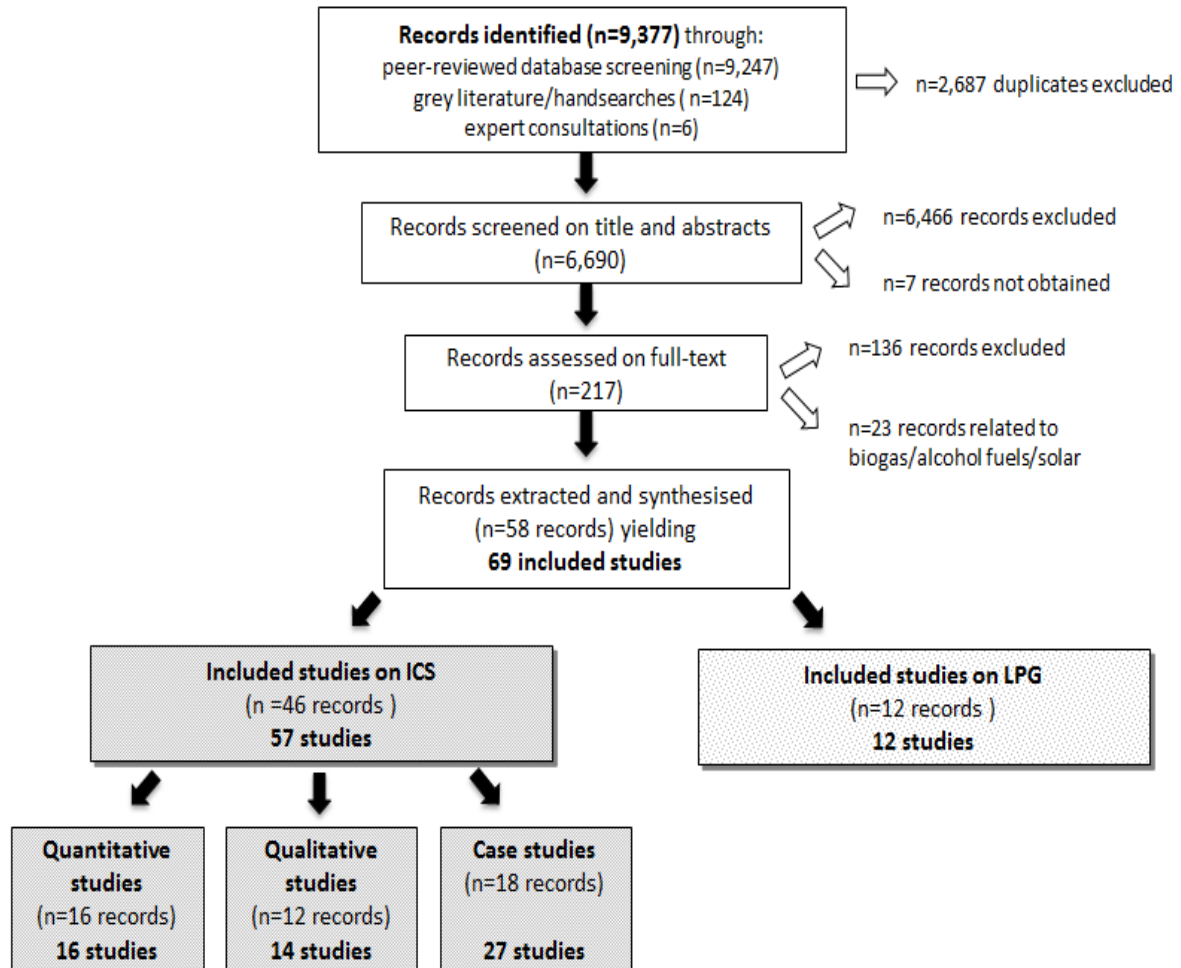 Records identified (n=9,377) through:
peer-reviewed database screening (n=9,247)
grey literature/handsearches ( n=124)
expert consultations (n=6)
n=2,687 duplicates excluded
Records screened on title and abstracts
(n=6,690)
n=6,466 records excluded
n=7 records not obtained
Records assessed on full-text
(n=217)
n=136 records excluded
n=23 records related to
biogas/alcohol fuels/solar
Records extracted and synthesised
(n=58 records) yielding
69 included studies
Included studies on ICS
(n =46 records )
57 studies
Included studies on LPG
(n=12 records )
12 studies
Quantitative
studies
(n=16 records)
16 studies
Qualitative
studies
(n=12 records)
14 studies
Case studies
(n=18 records)
27 studies